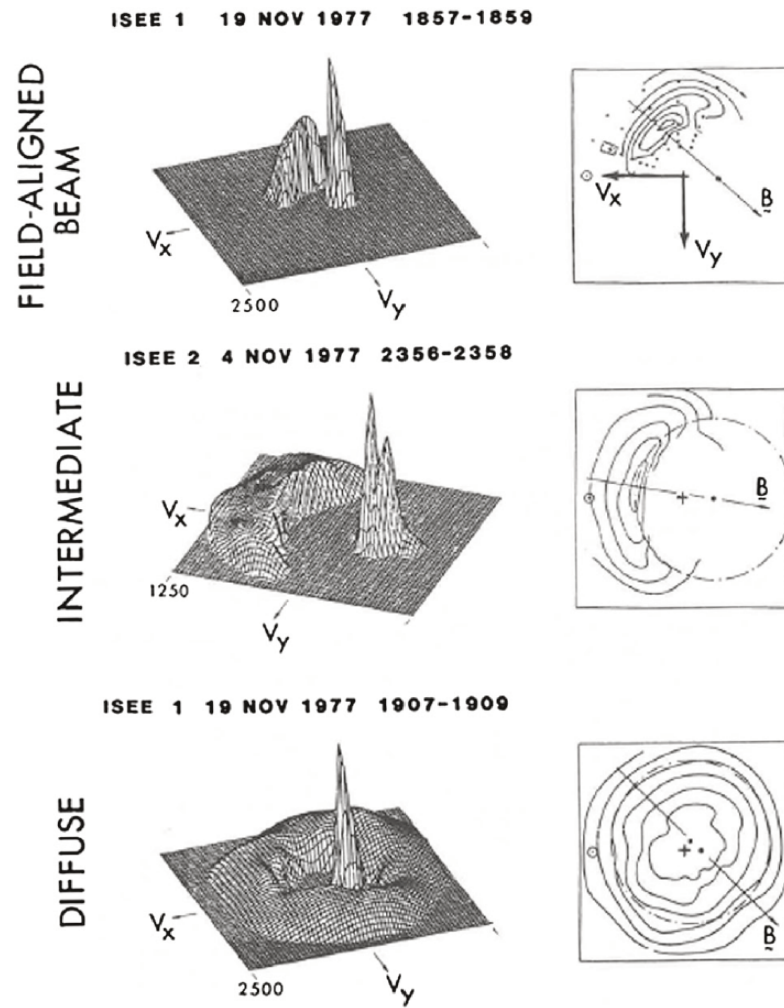 ISEE 1 19 NOV 1977 1857-1859
FIELD-ALIGNED
BEAM
Vx
2500
Vy
Vx
Vy
B
ISEE 2 4 NOV 1977 2356-2358
INTERMEDIATE
Vx
1250
Vy
B
ISEE 1 19 NOV 1977 1907-1909
DIFFUSE
Vx
2500
Vy
B